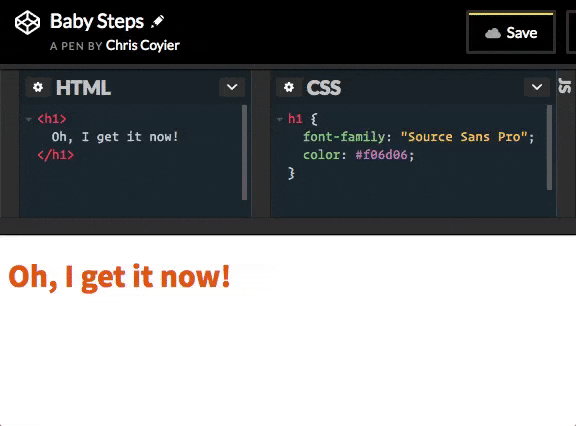 Baby Steps
A PEN BY Chris Coyier
Save
HTML
CSS
JS
<h1>
Oh, I get it now!
</h1>
h1 {
font-family: "Source Sans Pro";
color: #f06d06;
}
Oh, I get it now!